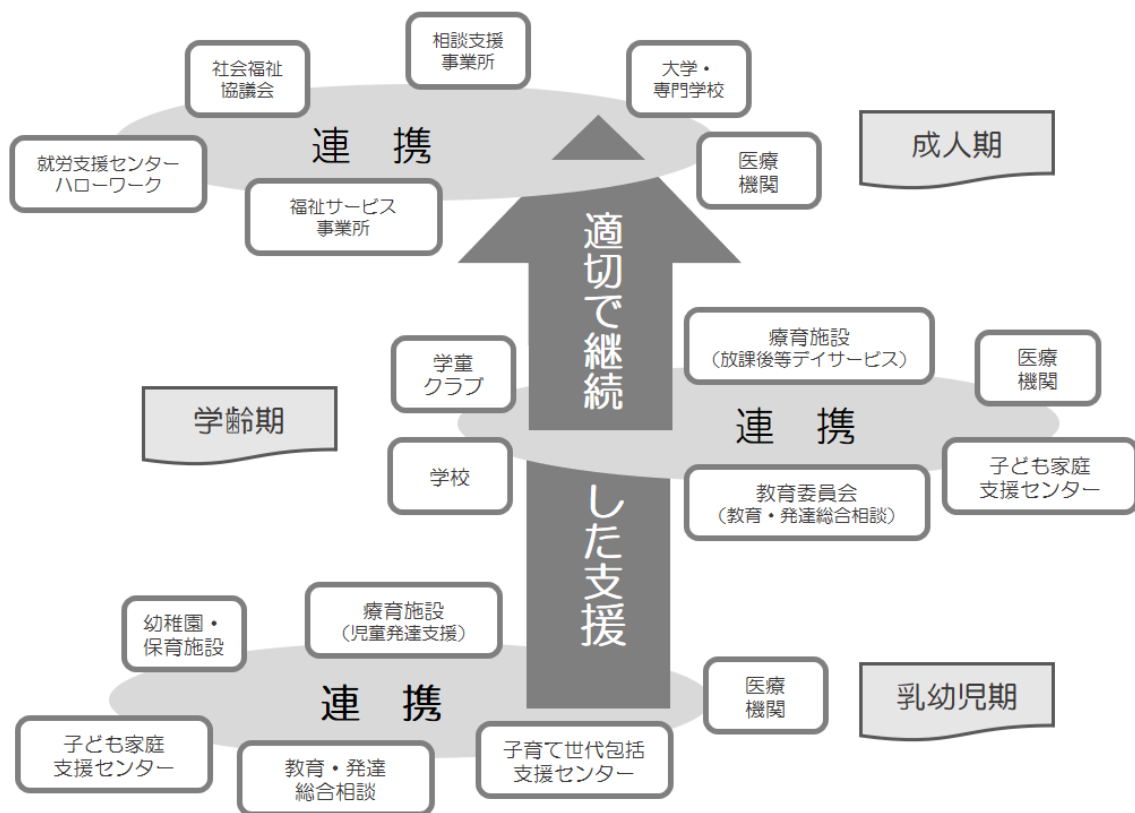 相談支援
事業所
社会福祉
協議会
大学・
専門学校
連 携
成人期
就労支援センター
ハローワーク
医療
機関
福祉サービス
事業所
適切で継続した支援
療育施設
（放課後等デイサービス）
学童
クラブ
医療
機関
学齢期
連 携
学校
子ども家庭
支援センター
教育委員会
（教育・発達総合相談）
療育施設
（児童発達支援）
幼稚園・
保育施設
医療
機関
乳幼児期
連 携
子ども家庭
支援センター
子育て世代包括
支援センター
教育・発達
総合相談